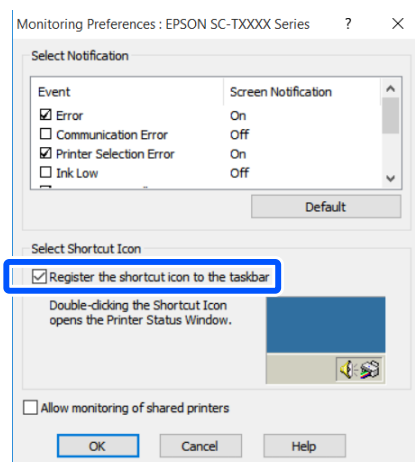 Monitoring Preferences : EPSON SC-TXXXX Series ? ×
Select Notification
Event Screen Notification
Error On
Communication Error Off
Printer Selection Error On
Ink Low Off
Default
Select Shortcut Icon
Register the shortcut icon to the taskbar
Double-clicking the Shortcut Icon
opens the Printer Status Window.
Allow monitoring of shared printers
OK Cancel Help